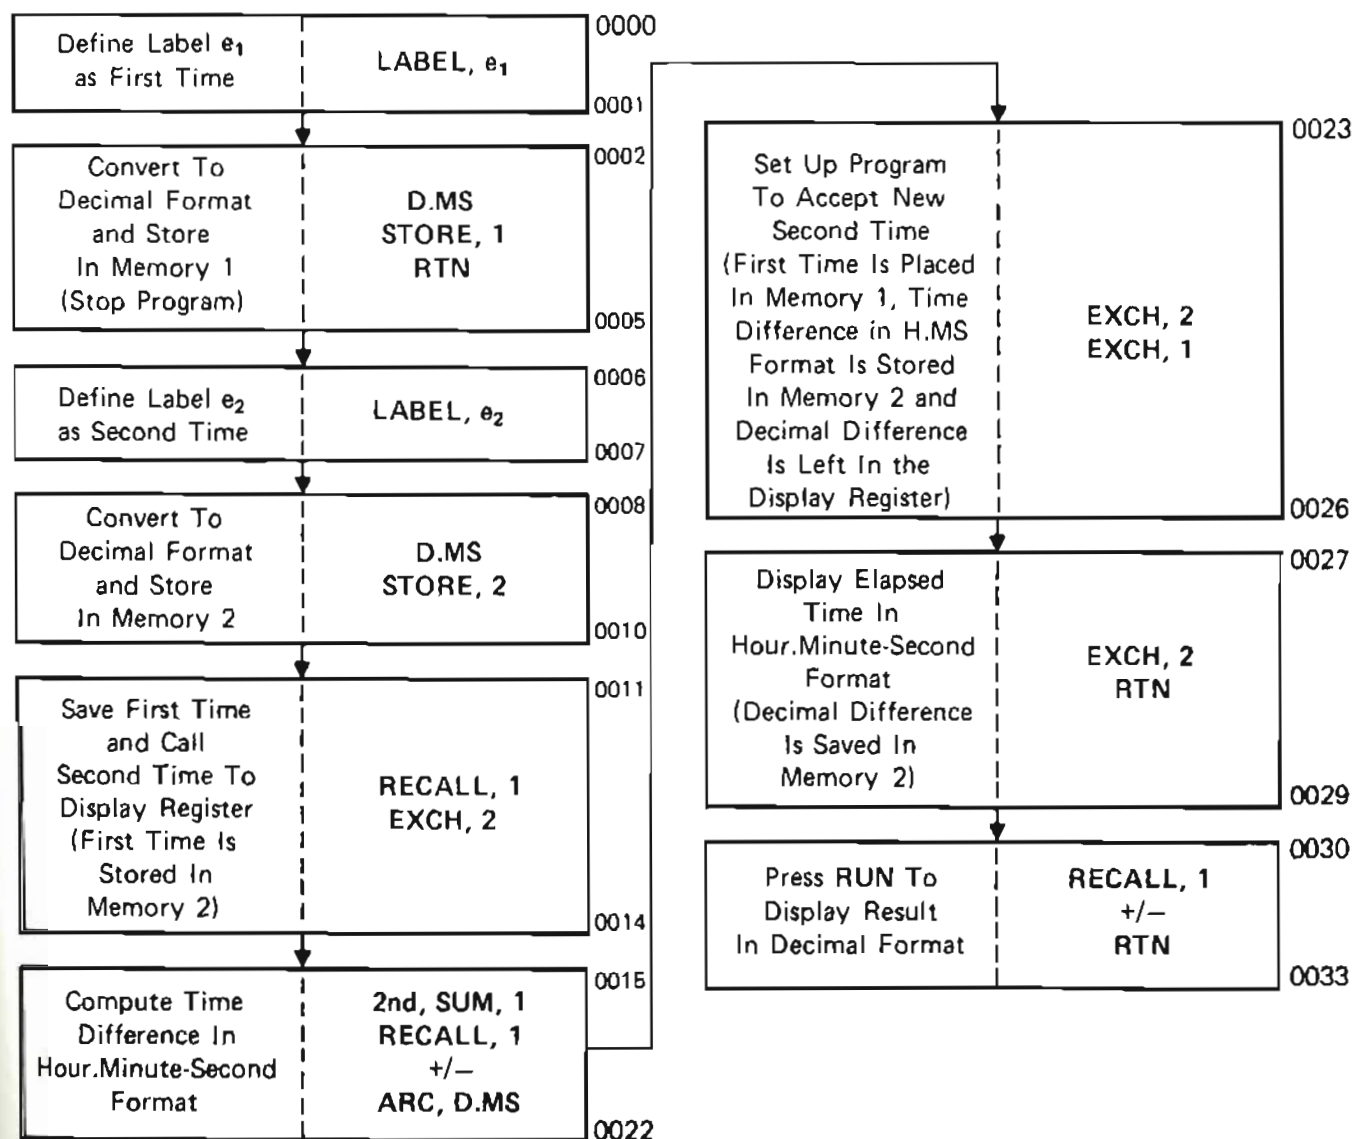 0000
Define Label e₁
as First Time
LABEL, e₁
0001
0002
Convert To
Decimal Format
and Store
In Memory 1
(Stop Program)
D.MS
STORE, 1
RTN
0005
0006
Define Label e₂
as Second Time
LABEL, e₂
0007
0008
Convert To
Decimal Format
and Store
In Memory 2
D.MS
STORE, 2
0010
0011
Save First Time
and Call
Second Time To
Display Register
(First Time Is
Stored In
Memory 2)
RECALL, 1
EXCH, 2
0014
0015
Compute Time
Difference In
Hour.Minute-Second
Format
2nd, SUM, 1
RECALL, 1
+/−
ARC, D.MS
0022
0023
Set Up Program
To Accept New
Second Time
(First Time Is Placed
In Memory 1, Time
Difference in H.MS
Format Is Stored
In Memory 2 and
Decimal Difference
Is Left In the
Display Register)
EXCH, 2
EXCH, 1
0026
0027
Display Elapsed
Time In
Hour.Minute-Second
Format
(Decimal Difference
Is Saved In
Memory 2)
EXCH, 2
RTN
0029
0030
Press RUN To
Display Result
In Decimal Format
RECALL, 1
+/−
RTN
0033